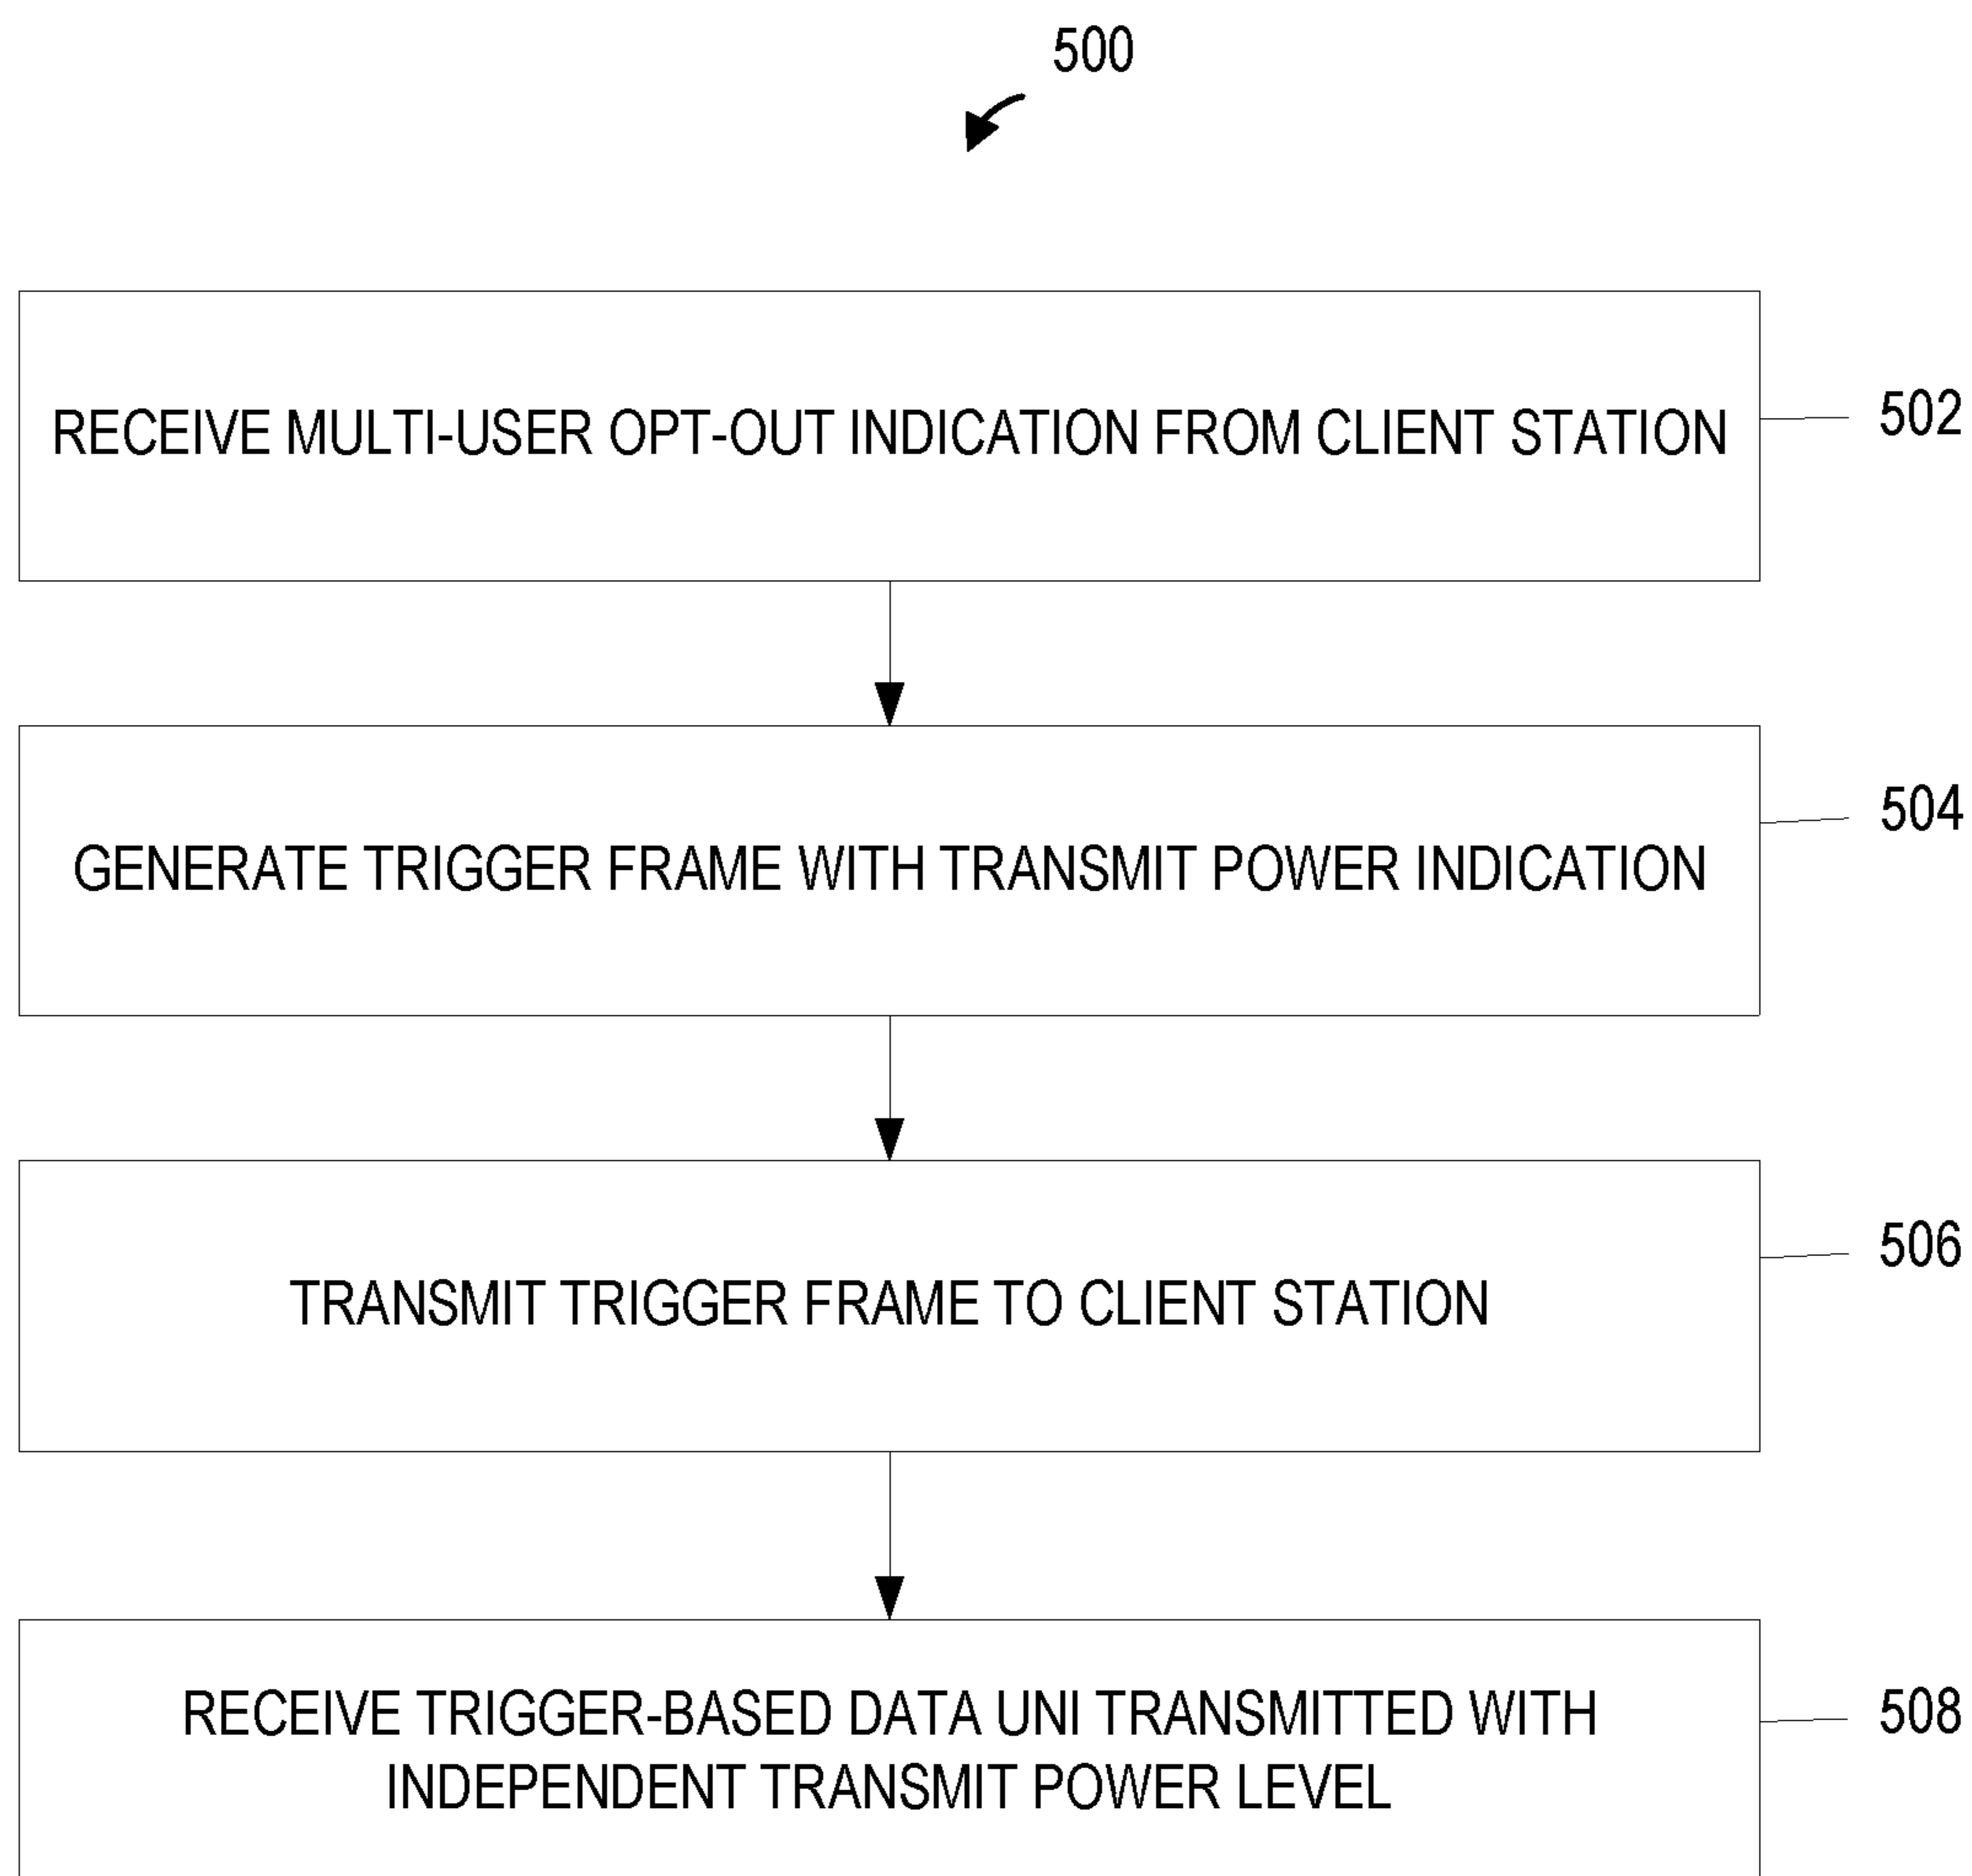 500
RECEIVE MULTI-USER OPT-OUT INDICATION FROM CLIENT STATION
502
GENERATE TRIGGER FRAME WITH TRANSMIT POWER INDICATION
504
TRANSMIT TRIGGER FRAME TO CLIENT STATION
506
RECEIVE TRIGGER-BASED DATA UNI TRANSMITTED WITH
INDEPENDENT TRANSMIT POWER LEVEL
508